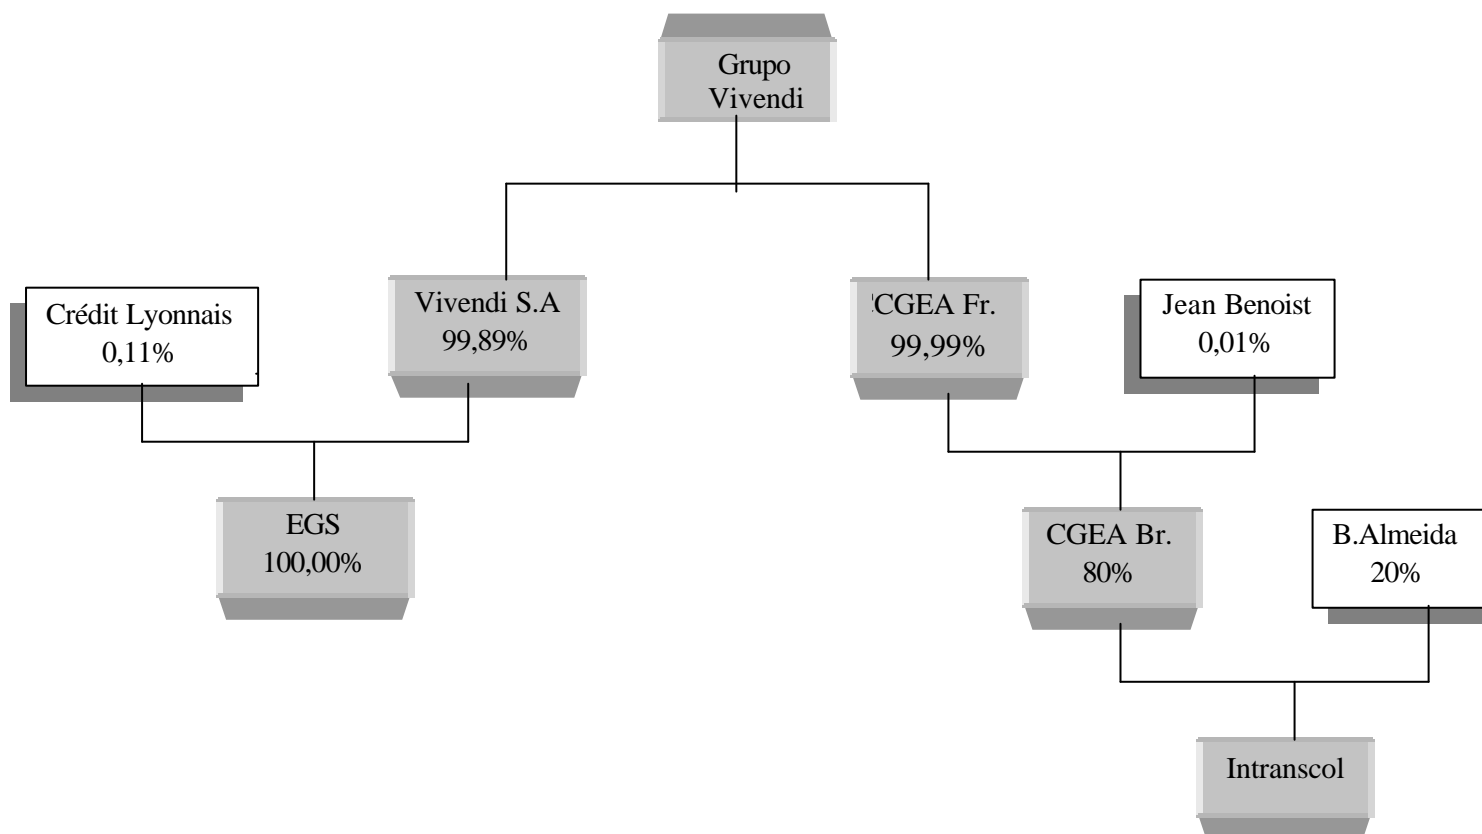 Grupo
Vivendi
Crédit Lyonnais
0,11%
Vivendi S.A
99,89%
CGEA Fr.
99,99%
Jean Benoist
0,01%
EGS
100,00%
CGEA Br.
80%
B.Almeida
20%
Intranscol